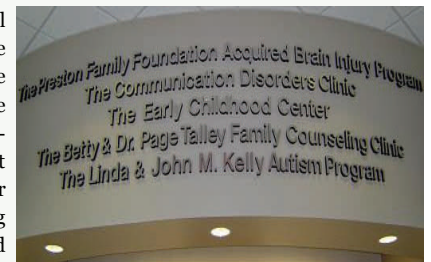 The Preston Family Foundation Acquired Brain Injury Program
The Communication Disorders Clinic
The Early Childhood Center
The Betty & Dr. Page Talley Family Counseling Clinic
The Linda & John M. Kelly Autism Program